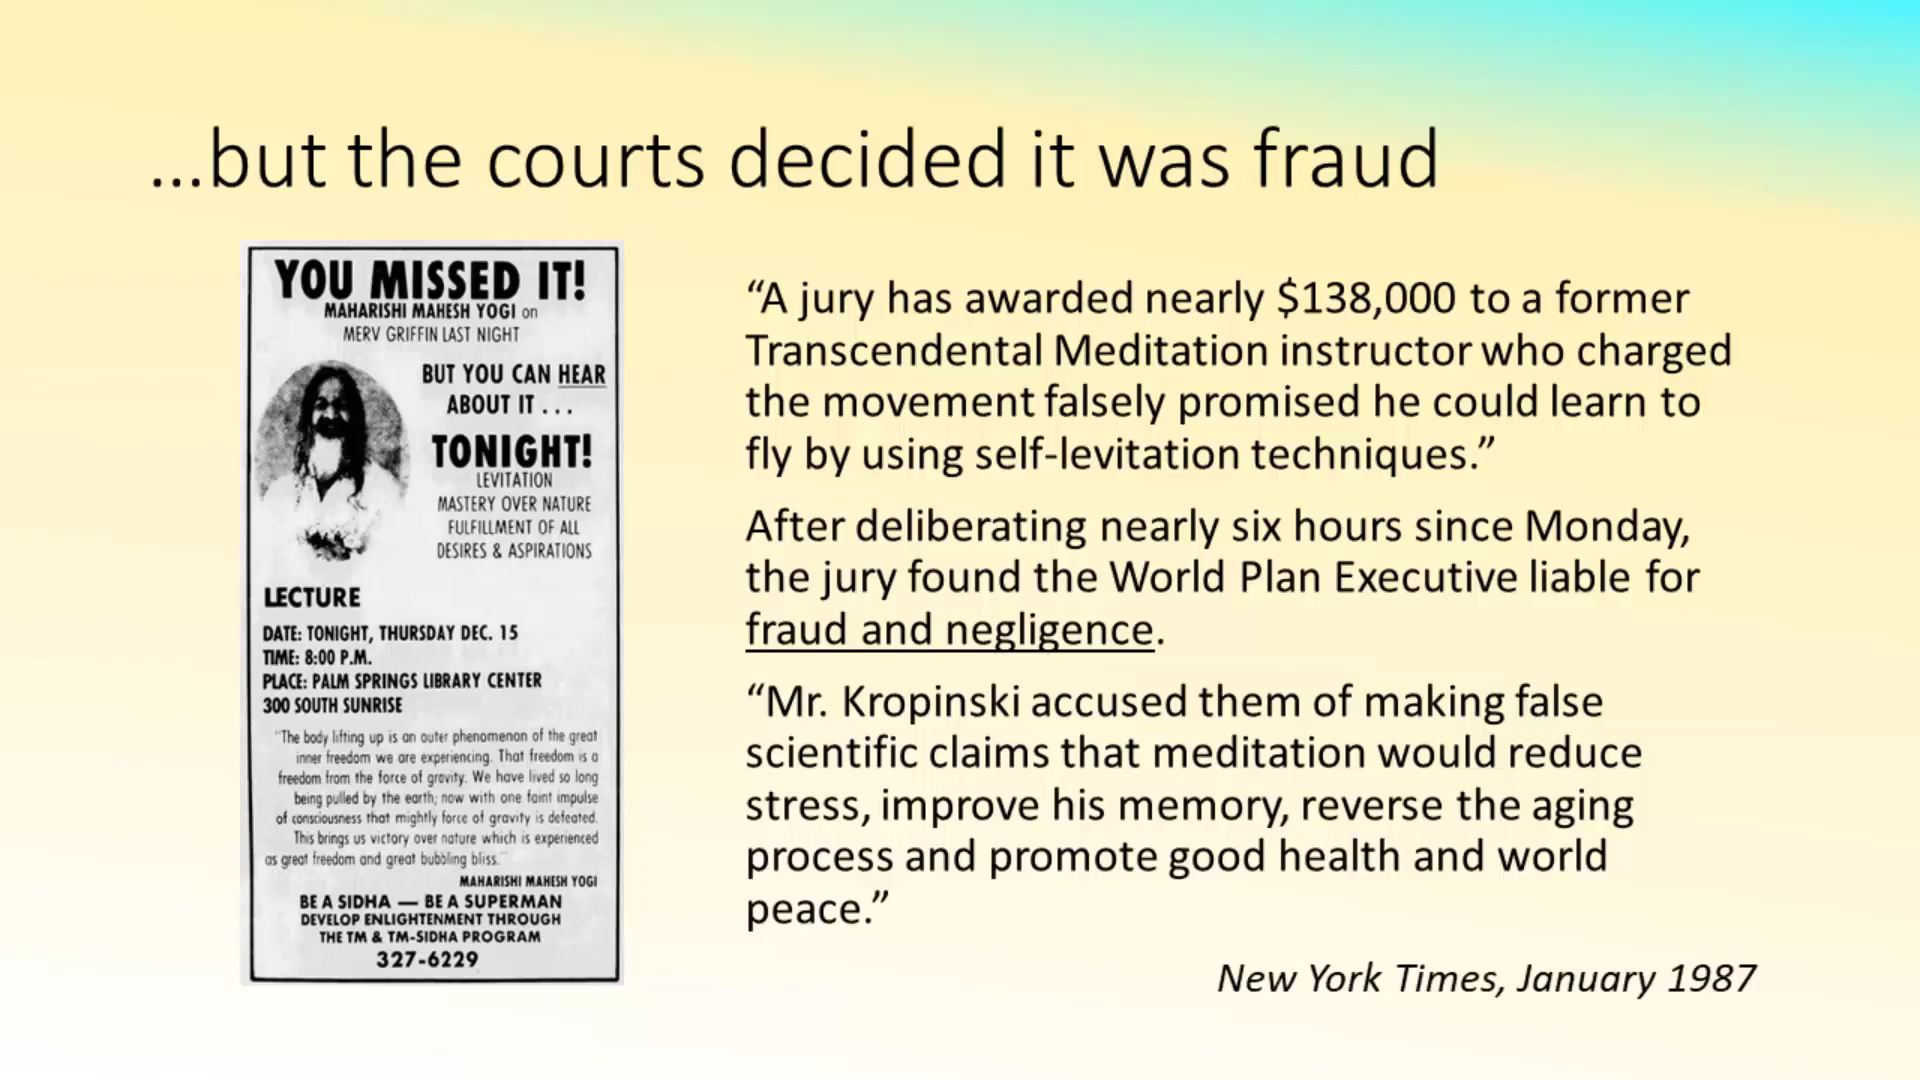 ...but the courts decided it was fraud
YOU MISSED IT!
MAHARISHI MAHESH YOGI on
MERV GRIFFIN LAST NIGHT
BUT YOU CAN HEAR
ABOUT IT . . .
TONIGHT!
LEVITATION
MASTERY OVER NATURE
FULFILLMENT OF ALL
DESIRES & ASPIRATIONS
LECTURE
DATE: TONIGHT, THURSDAY DEC. 15
TIME: 8:00 P.M.
PLACE: PALM SPRINGS LIBRARY CENTER
300 SOUTH SUNRISE
"The body lifting up is an outer phenomenon of the great
inner freedom we are experiencing. That freedom is a
freedom from the force of gravity. We have lived so long
being pulled by the earth; now with one faint impulse
of consciousness that mightly force of gravity is defeated.
This brings us victory over nature which is experienced
as great freedom and great bubbling bliss."
MAHARISHI MAHESH YOGI
BE A SIDHA — BE A SUPERMAN
DEVELOP ENLIGHTENMENT THROUGH
THE TM & TM-SIDHA PROGRAM
327-6229
“A jury has awarded nearly $138,000 to a former
Transcendental Meditation instructor who charged
the movement falsely promised he could learn to
fly by using self-levitation techniques.”
After deliberating nearly six hours since Monday,
the jury found the World Plan Executive liable for
fraud and negligence.
“Mr. Kropinski accused them of making false
scientific claims that meditation would reduce
stress, improve his memory, reverse the aging
process and promote good health and world
peace.”
New York Times, January 1987